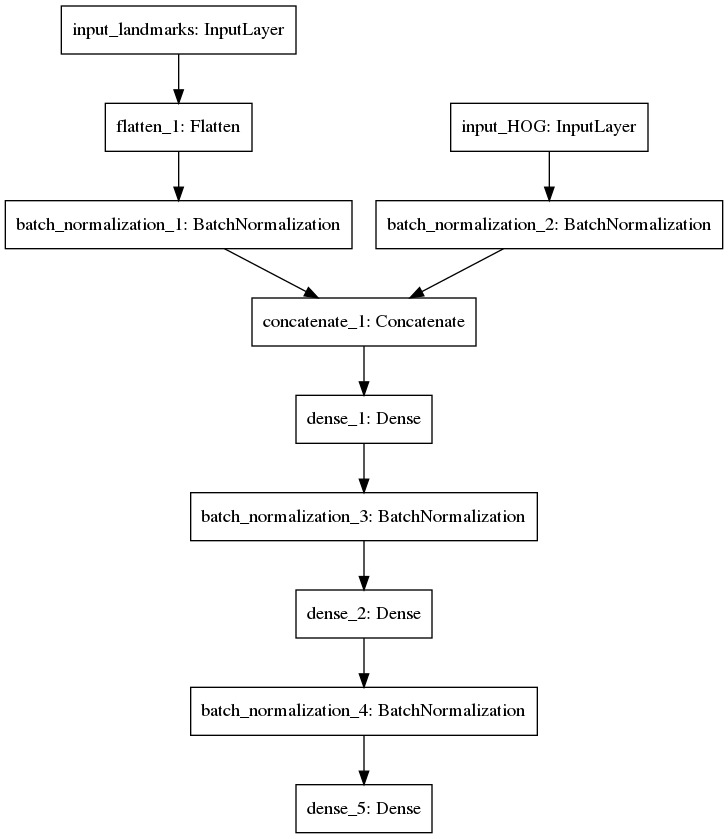 input_landmarks: InputLayer
flatten_1: Flatten
input_HOG: InputLayer
batch_normalization_1: BatchNormalization
batch_normalization_2: BatchNormalization
concatenate_1: Concatenate
dense_1: Dense
batch_normalization_3: BatchNormalization
dense_2: Dense
batch_normalization_4: BatchNormalization
dense_5: Dense